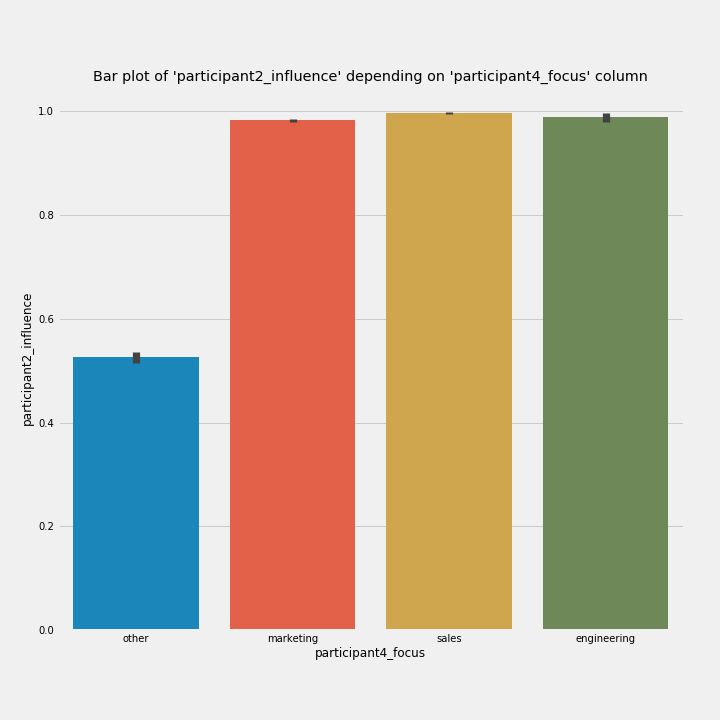 Bar plot of 'participant2_influence' depending on 'participant4_focus' column
participant2_influence
1.0
0.8
0.6
0.4
0.2
0.0
other marketing sales engineering
participant4_focus